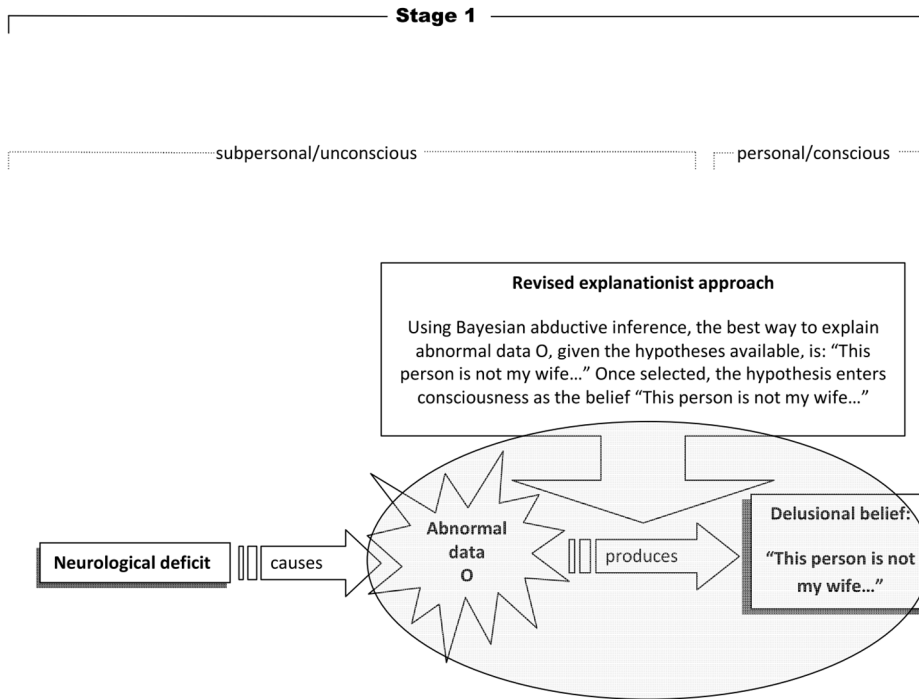 Stage 1
subpersonal/unconscious
personal/conscious
Revised explanationist approach
Using Bayesian abductive inference, the best way to explain
abnormal data O, given the hypotheses available, is: “This
person is not my wife…” Once selected, the hypothesis enters
consciousness as the belief “This person is not my wife…”
Neurological deficit
causes
Abnormal
data
O
produces
Delusional belief:
“This person is not
my wife…”